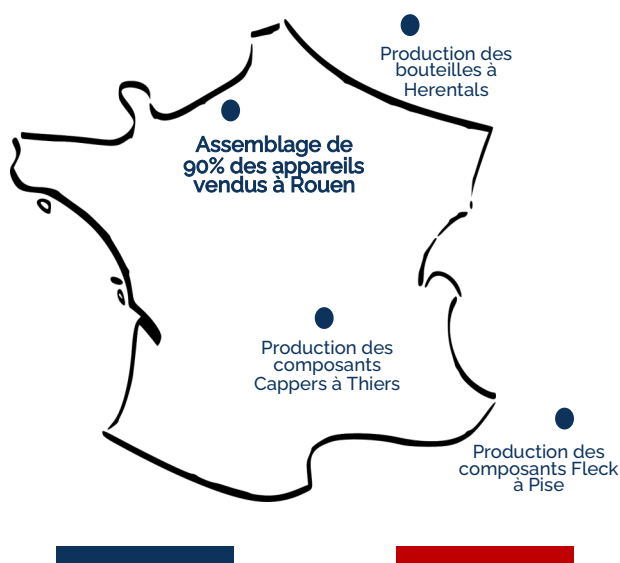 Production des
bouteilles à
Herentals
Assemblage de
90% des appareils
vendus à Rouen
Production des
composants
Cappers à Thiers
Production des
composants Fleck
à Pise